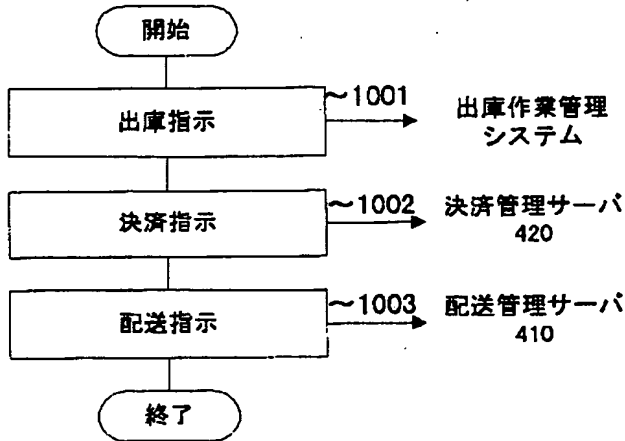 開始
出庫指示
~1001
出庫作業管理
システム
決済指示
~1002
決済管理サーバ
420
配送指示
~1003
配送管理サーバ
410
終了